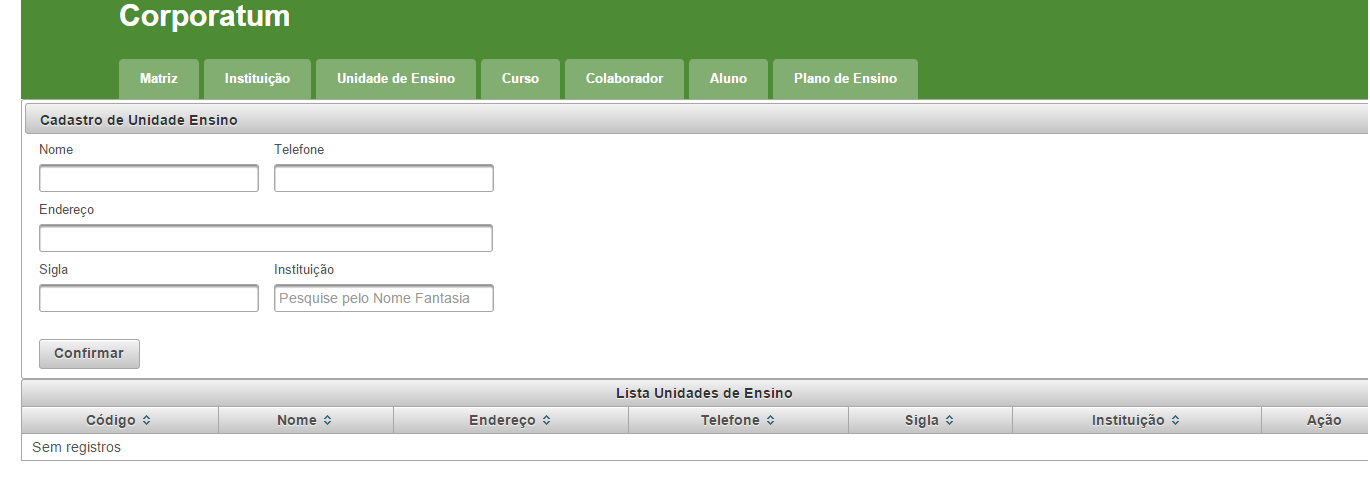 Corporatum
Matriz Instituição Unidade de Ensino Curso Colaborador Aluno Plano de Ensino
Cadastro de Unidade Ensino
Nome Telefone
Endereço
Sigla Instituição
Pesquise pelo Nome Fantasia
Confirmar
Lista Unidades de Ensino
Código Nome Endereço Telefone Sigla Instituição Ação
Sem registros